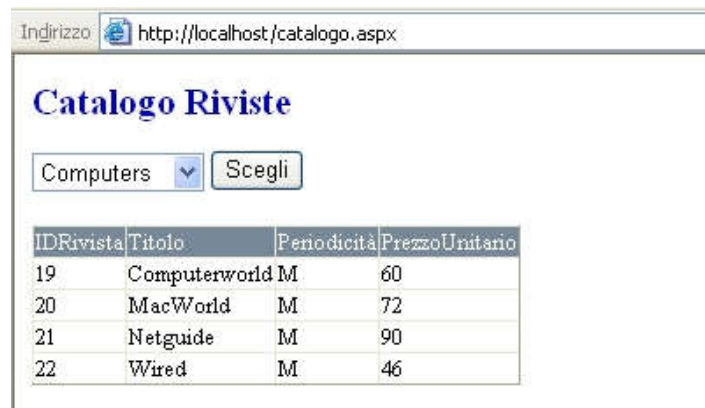 Indirizzo http://localhost/catalogo.aspx
Catalogo Riviste
Computers Scegli
IDRivista Titolo Periodicità PrezzoUnitario
19 Computerworld M 60
20 MacWorld M 72
21 Netguide M 90
22 Wired M 46